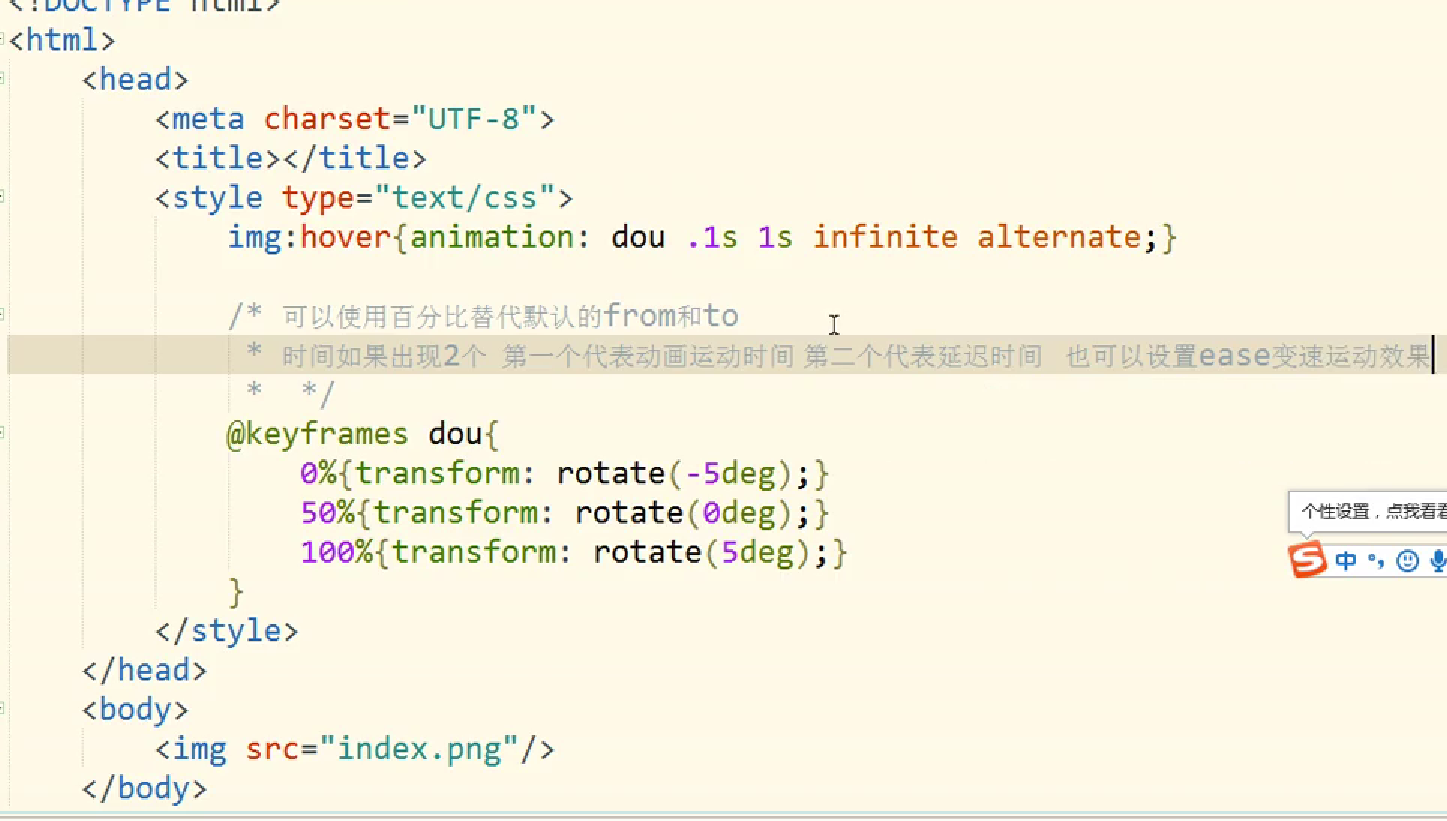 <!DOCTYPE html>
<html>
<head>
<meta charset="UTF-8">
<title></title>
<style type="text/css">
img:hover{animation: dou .1s 1s infinite alternate;}
/* 可以使用百分比替代默认的from和to
* 时间如果出现2个 第一个代表动画运动时间 第二个代表延迟时间 也可以设置ease变速运动效果
* */
@keyframes dou{
0%{transform: rotate(-5deg);}
50%{transform: rotate(0deg);}
100%{transform: rotate(5deg);}
}
</style>
</head>
<body>
<img src="index.png"/>
</body>
个性设置，点我看看
S 中 °,